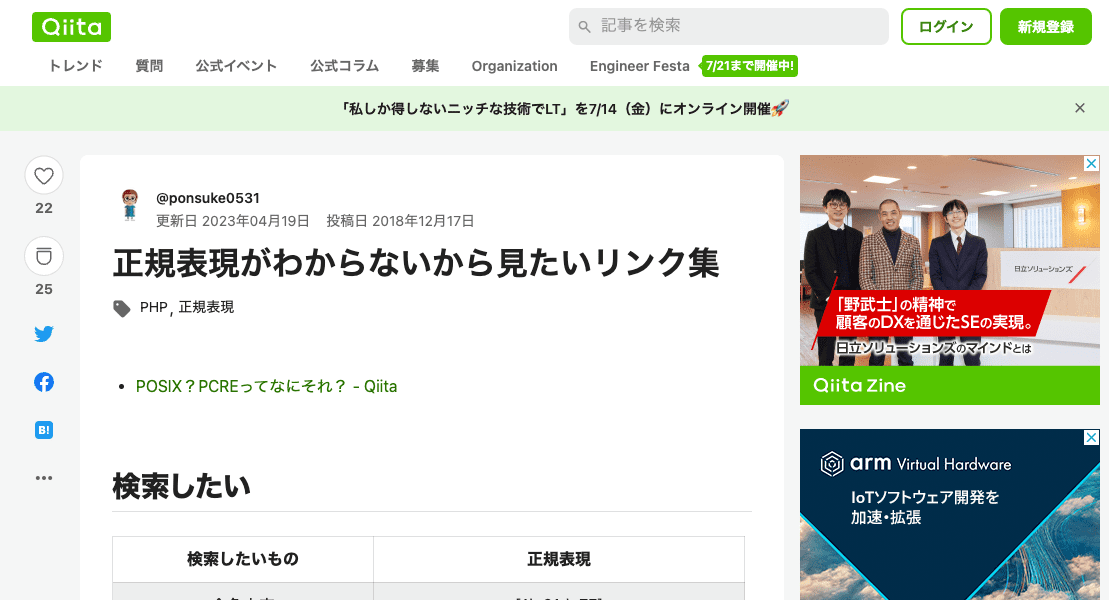 Qiita
記事を検索
ログイン
新規登録
トレンド 質問 公式イベント 公式コラム 募集 Organization Engineer Festa 7/21まで開催中!
「私しか得しないニッチな技術でLT」を7/14（金）にオンライン開催🚀
22
25
B!
@ponsuke0531
更新日 2023年04月19日 投稿日 2018年12月17日
正規表現がわからないから見たいリンク集
PHP, 正規表現
POSIX？PCREってなにそれ？ - Qiita
検索したい
検索したいもの 正規表現
日立ソリューションズ
「野武士」の精神で
顧客のDXを通じたSEの実現。
日立ソリューションズのマインドとは
Qiita Zine
arm Virtual Hardware
IoTソフトウェア開発を
加速・拡張